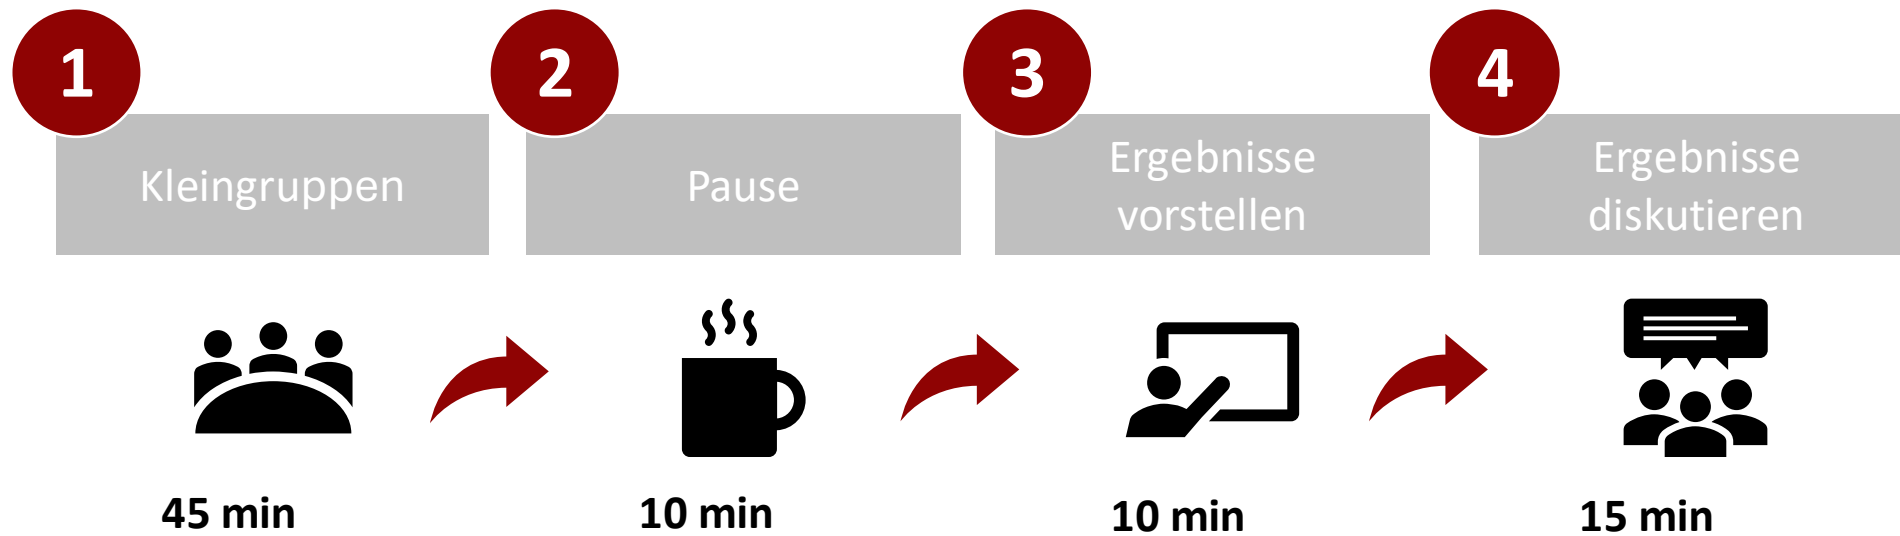 1
Kleingruppen
45 min
2
Pause
10 min
3
Ergebnisse
vorstellen
10 min
4
Ergebnisse
diskutieren
15 min